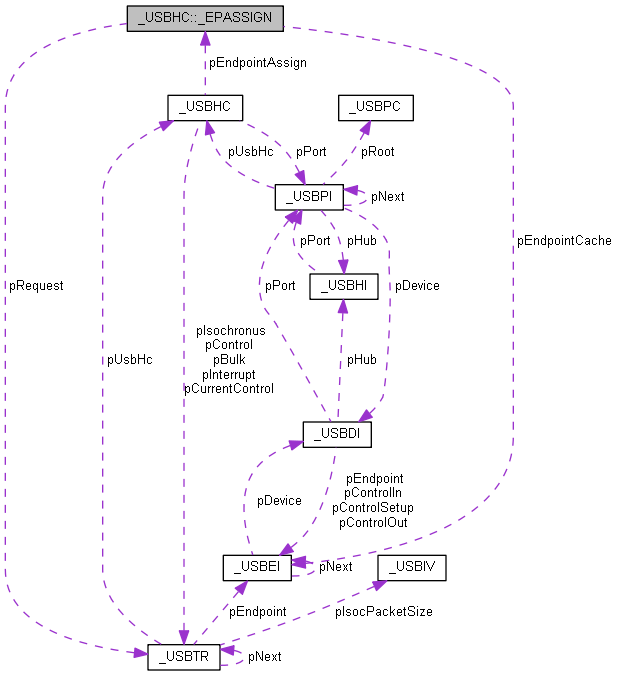 _USBHC::_EPASSIGN
pEndpointAssign
_USBHC
_USBPC
pUsbHc
pPort
pRoot
_USBPI
pNext
pEndpointCache
pPort
pHub
_USBHI
pRequest
pPort
pDevice
pIsochronus
pControl
pBulk
pInterrupt
pCurrentControl
pUsbHc
pHub
_USBDI
pEndpoint
pControlIn
pControlSetup
pControlOut
pDevice
_USBEI
pNext
_USBIV
pEndpoint
pIsocPacketSize
_USBTR
pNext